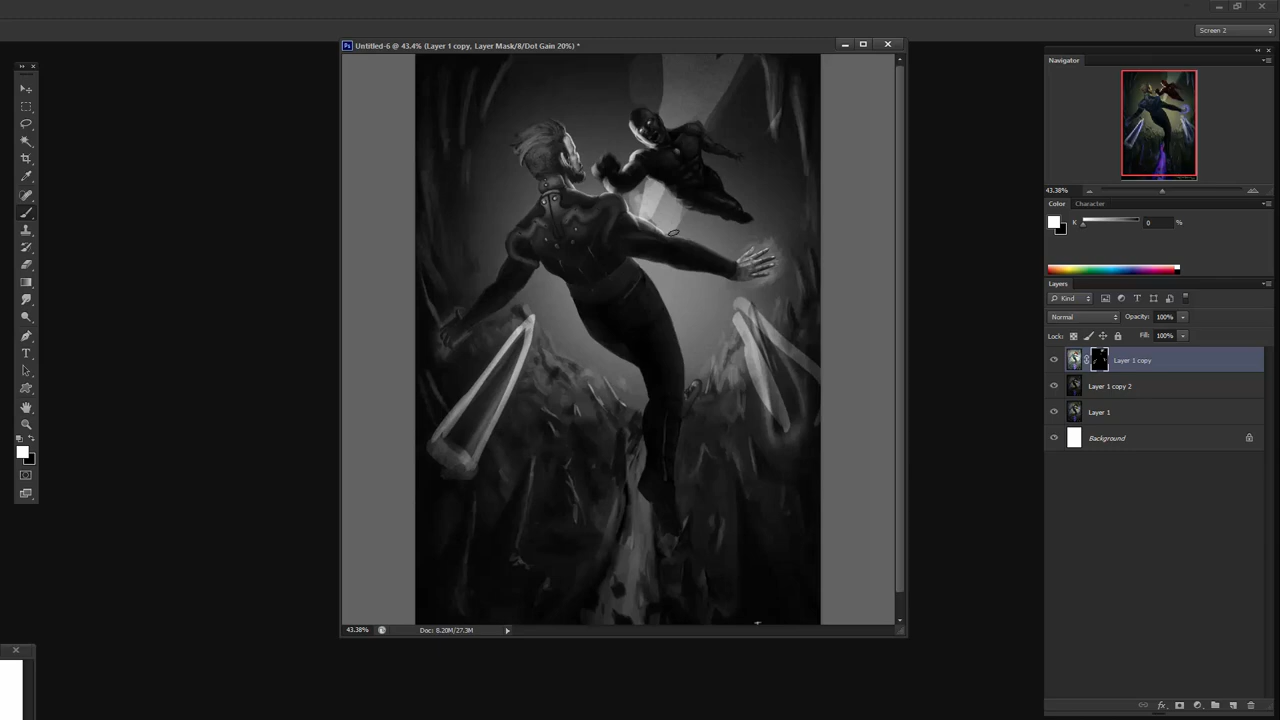 Screen 2
Ps Untitled-6 @ 43.4% (Layer 1 copy, Layer Mask/8/Dot Gain 20%) *
Navigator
43.38%
Color Character
K 0 %
Layers
Kind T
Normal Opacity: 100%
Lock: Fill: 100%
Layer 1 copy
Layer 1 copy 2
Layer 1
Background
T
43.38% Doc: 8.20M/27.3M
fx